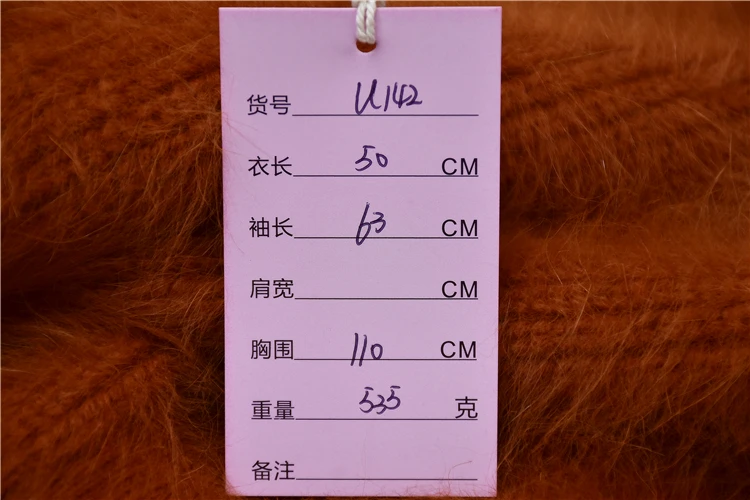 货号 U142
衣长 50 CM
袖长 63 CM
肩宽 CM
胸围 110 CM
重量 535 克
备注